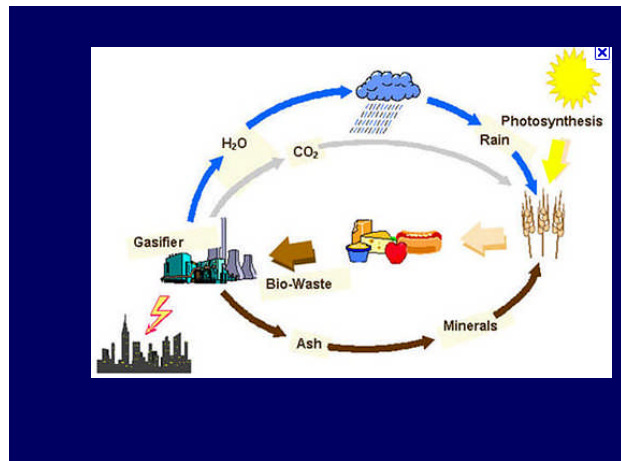 Photosynthesis
H₂O
CO₂
Rain
Gasifier
Bio-Waste
Minerals
Ash